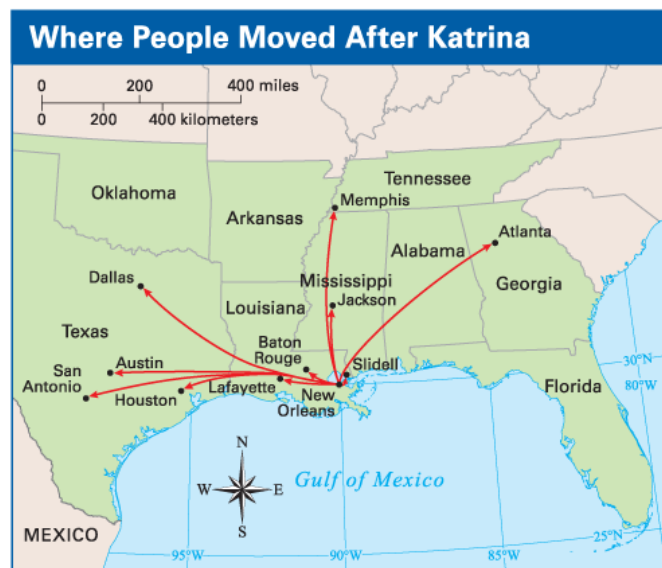 Where People Moved After Katrina
0 200 400 miles
0 200 400 kilometers
Oklahoma
Tennessee
Memphis
Arkansas
Atlanta
Alabama
Dallas
Mississippi
Georgia
Jackson
Louisiana
Texas
Baton
Rouge
Slidell
30°N
San
Antonio
Austin
80°W
Houston
Lafayette
New
Orleans
Florida
N
W
E
S
Gulf of Mexico
MEXICO
25°N
95°W
90°W
85°W